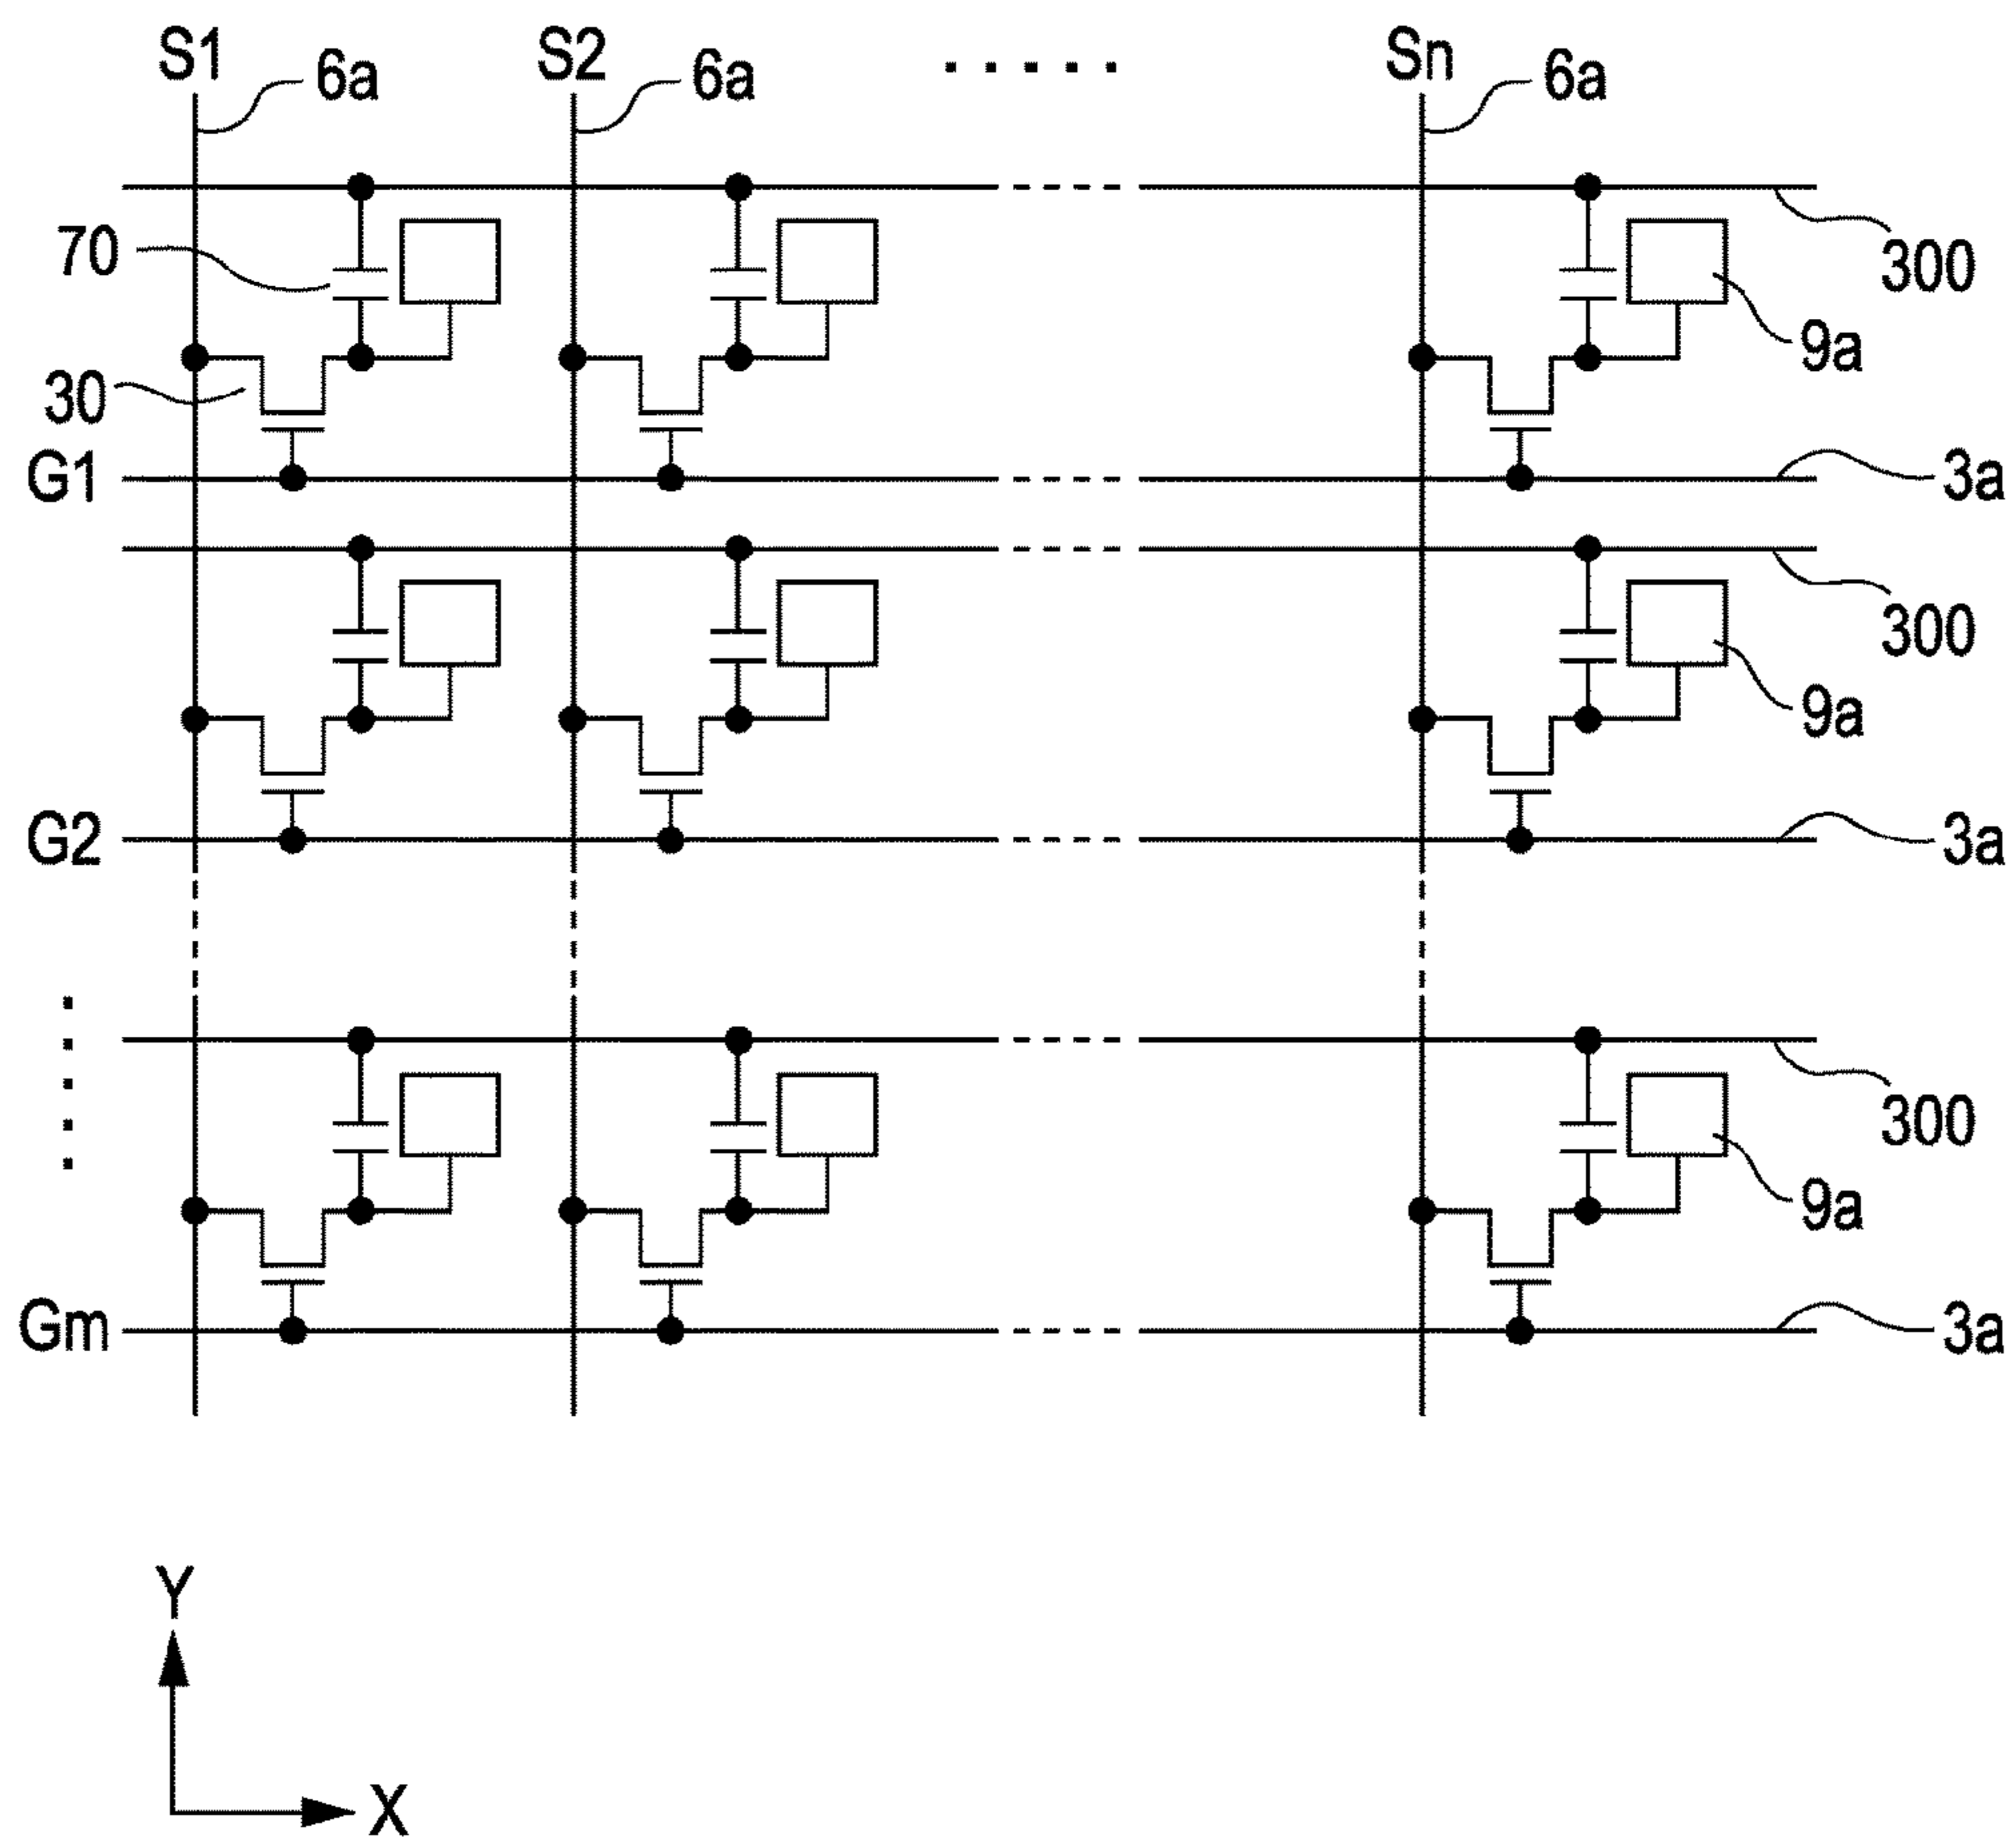 S1 6a S2 6a ..... Sn 6a
70 300
9a
30
G1 3a
300
9a
G2 3a
300
9a
Gm 3a
Y
X